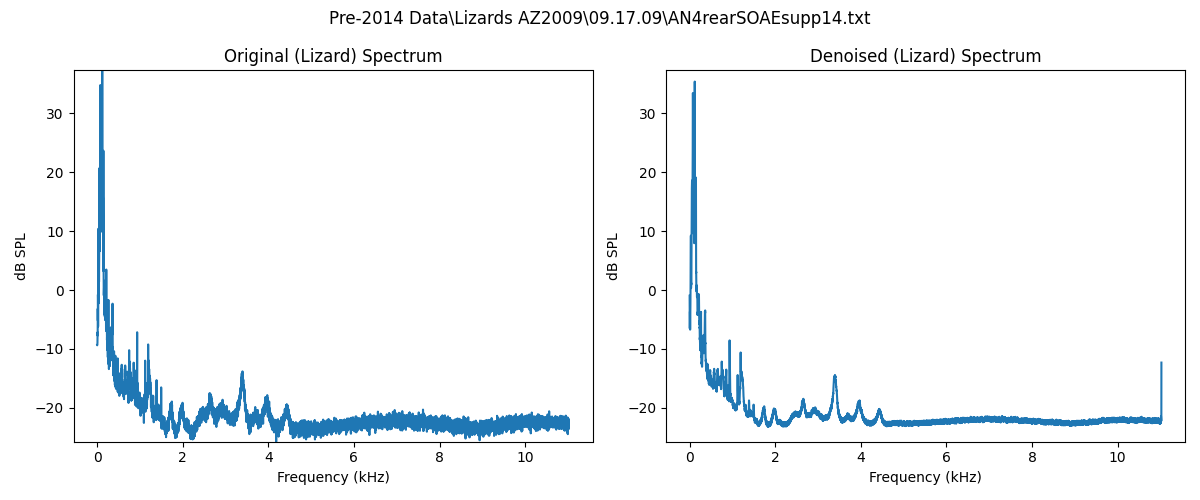 Pre-2014 Data\Lizards AZ2009\09.17.09\AN4rearSOAEsupp14.txt
Original (Lizard) Spectrum
30
20
10
0
−10
−20
dB SPL
0 2 4 6 8 10
Frequency (kHz)
Denoised (Lizard) Spectrum
30
20
10
0
−10
−20
dB SPL
0 2 4 6 8 10
Frequency (kHz)